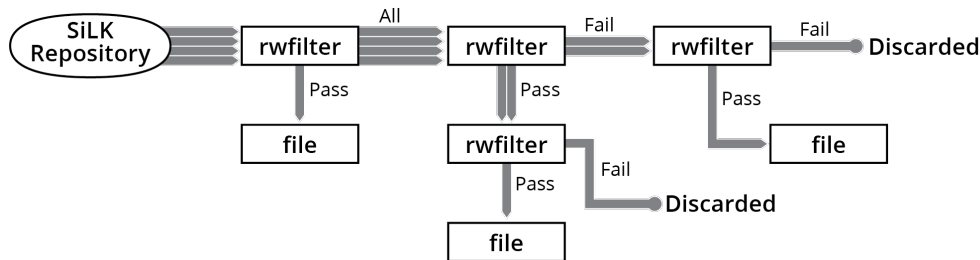 All
SiLK
Repository
rwfilter
rwfilter
Fail
rwfilter
Fail
Discarded
Pass
Pass
Pass
file
rwfilter
file
Pass
Fail
Discarded
file